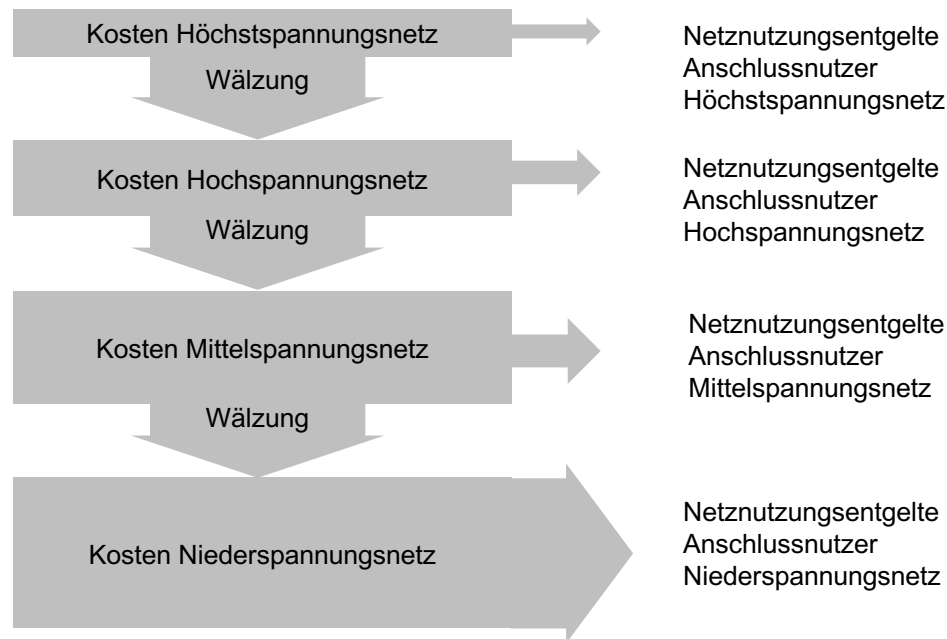 Kosten Höchstspannungsnetz
Netznutzungsentgelte
Anschlussnutzer
Höchstspannungsnetz
Wälzung
Kosten Hochspannungsnetz
Netznutzungsentgelte
Anschlussnutzer
Hochspannungsnetz
Wälzung
Kosten Mittelspannungsnetz
Netznutzungsentgelte
Anschlussnutzer
Mittelspannungsnetz
Wälzung
Kosten Niederspannungsnetz
Netznutzungsentgelte
Anschlussnutzer
Niederspannungsnetz